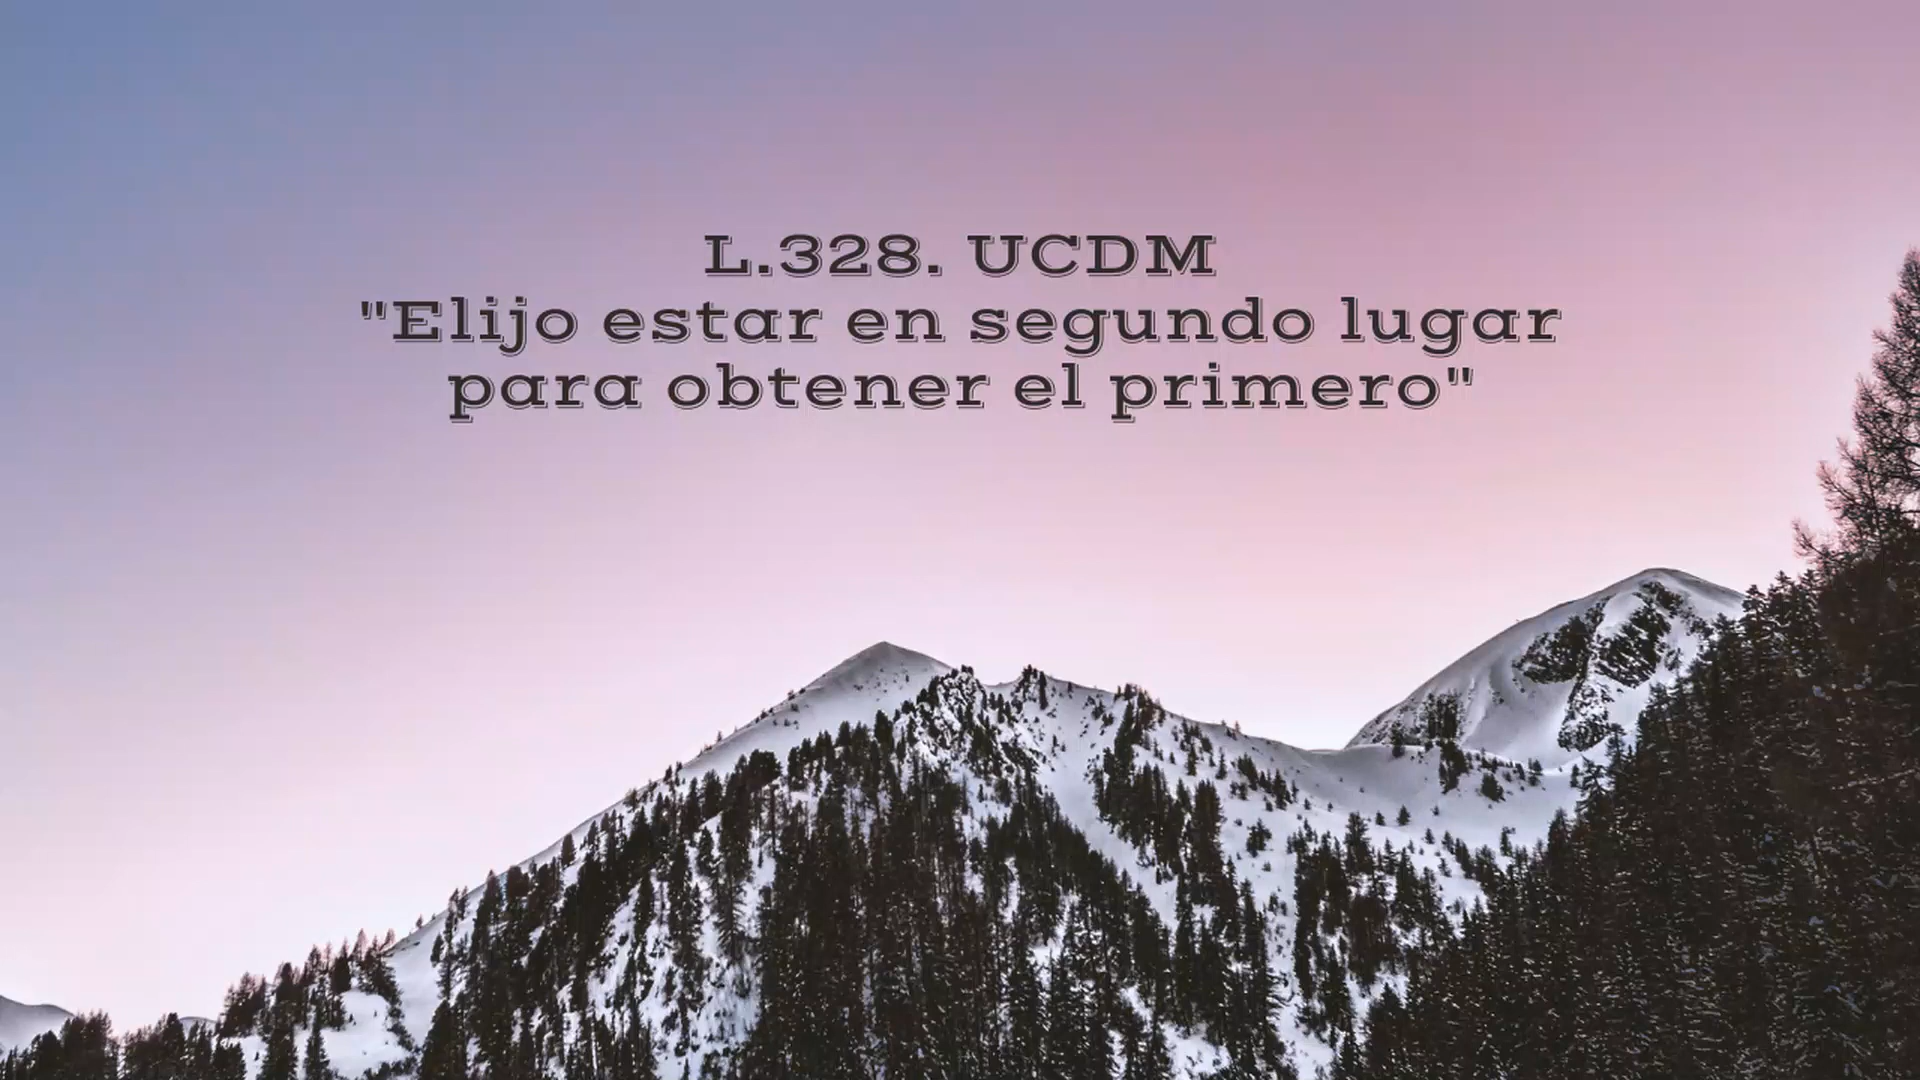 L.328. UCDM
"Elijo estar en segundo lugar
para obtener el primero"